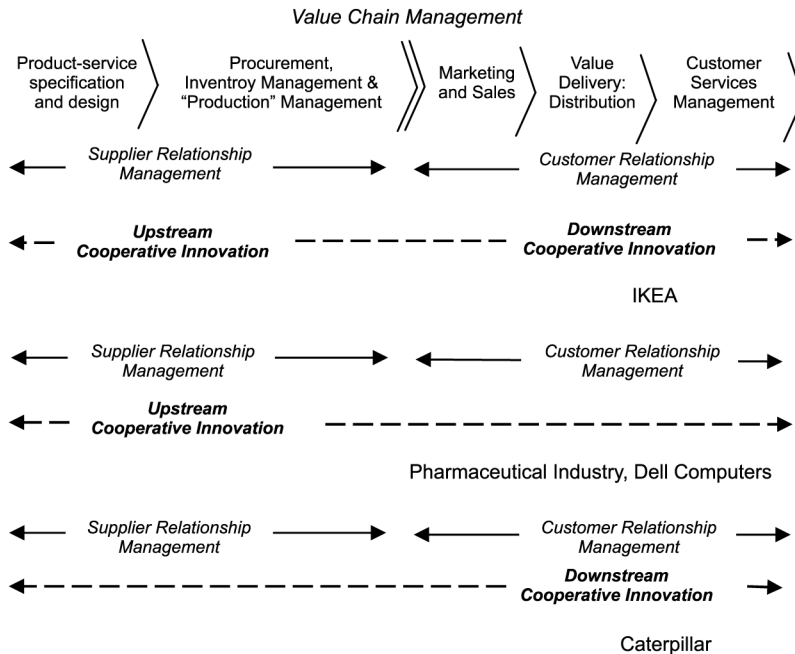 Value Chain Management
Product-service
specification
and design
Procurement,
Inventroy Management &
“Production” Management
Marketing
and Sales
Value
Delivery:
Distribution
Customer
Services
Management
Supplier Relationship
Management
Customer Relationship
Management
Upstream
Cooperative Innovation
Downstream
Cooperative Innovation
IKEA
Supplier Relationship
Management
Customer Relationship
Management
Upstream
Cooperative Innovation
Pharmaceutical Industry, Dell Computers
Supplier Relationship
Management
Customer Relationship
Management
Downstream
Cooperative Innovation
Caterpillar